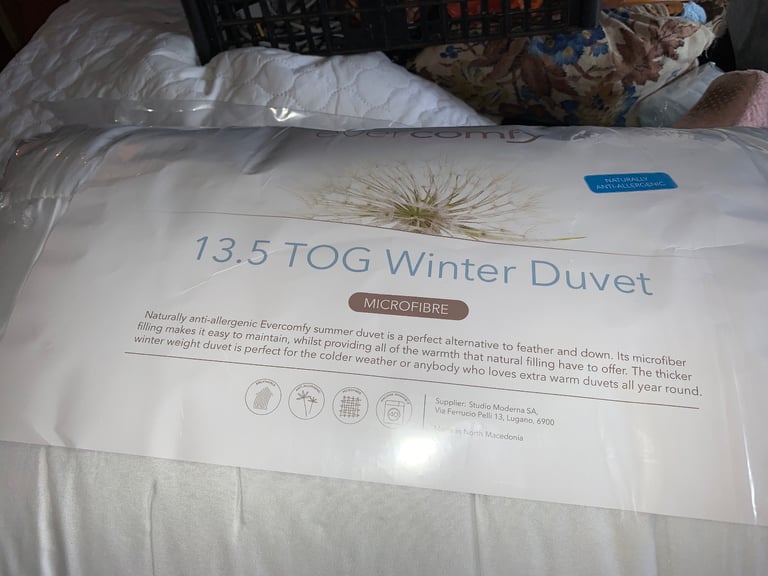 evercomfy
NATURALLY
ANTI-ALLERGENIC
13.5 TOG Winter Duvet
MICROFIBRE
Naturally anti-allergenic Evercomfy summer duvet is a perfect alternative to feather and down. Its microfiber
filling makes it easy to maintain, whilst providing all of the warmth that natural filling have to offer. The thicker
winter weight duvet is perfect for the colder weather or anybody who loves extra warm duvets all year round.
Supplier: Studio Moderna SA,
Via Ferrucio Pelli 13, Lugano, 6900
Made in North Macedonia